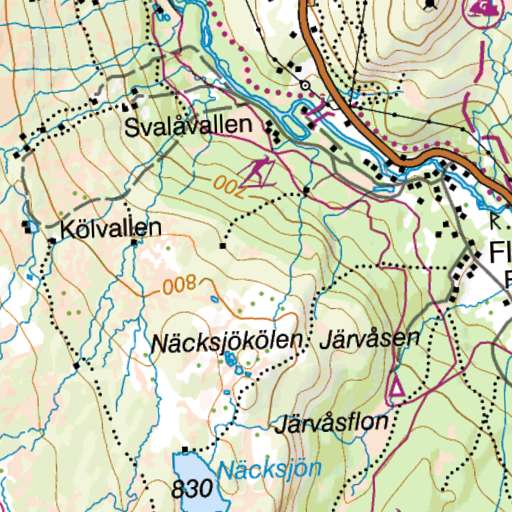 Svalåvallen
700
Kölvallen
K
Fl
800
Näcksjökölen
Järvåsen
Järvåsflon
Näcksjön
830